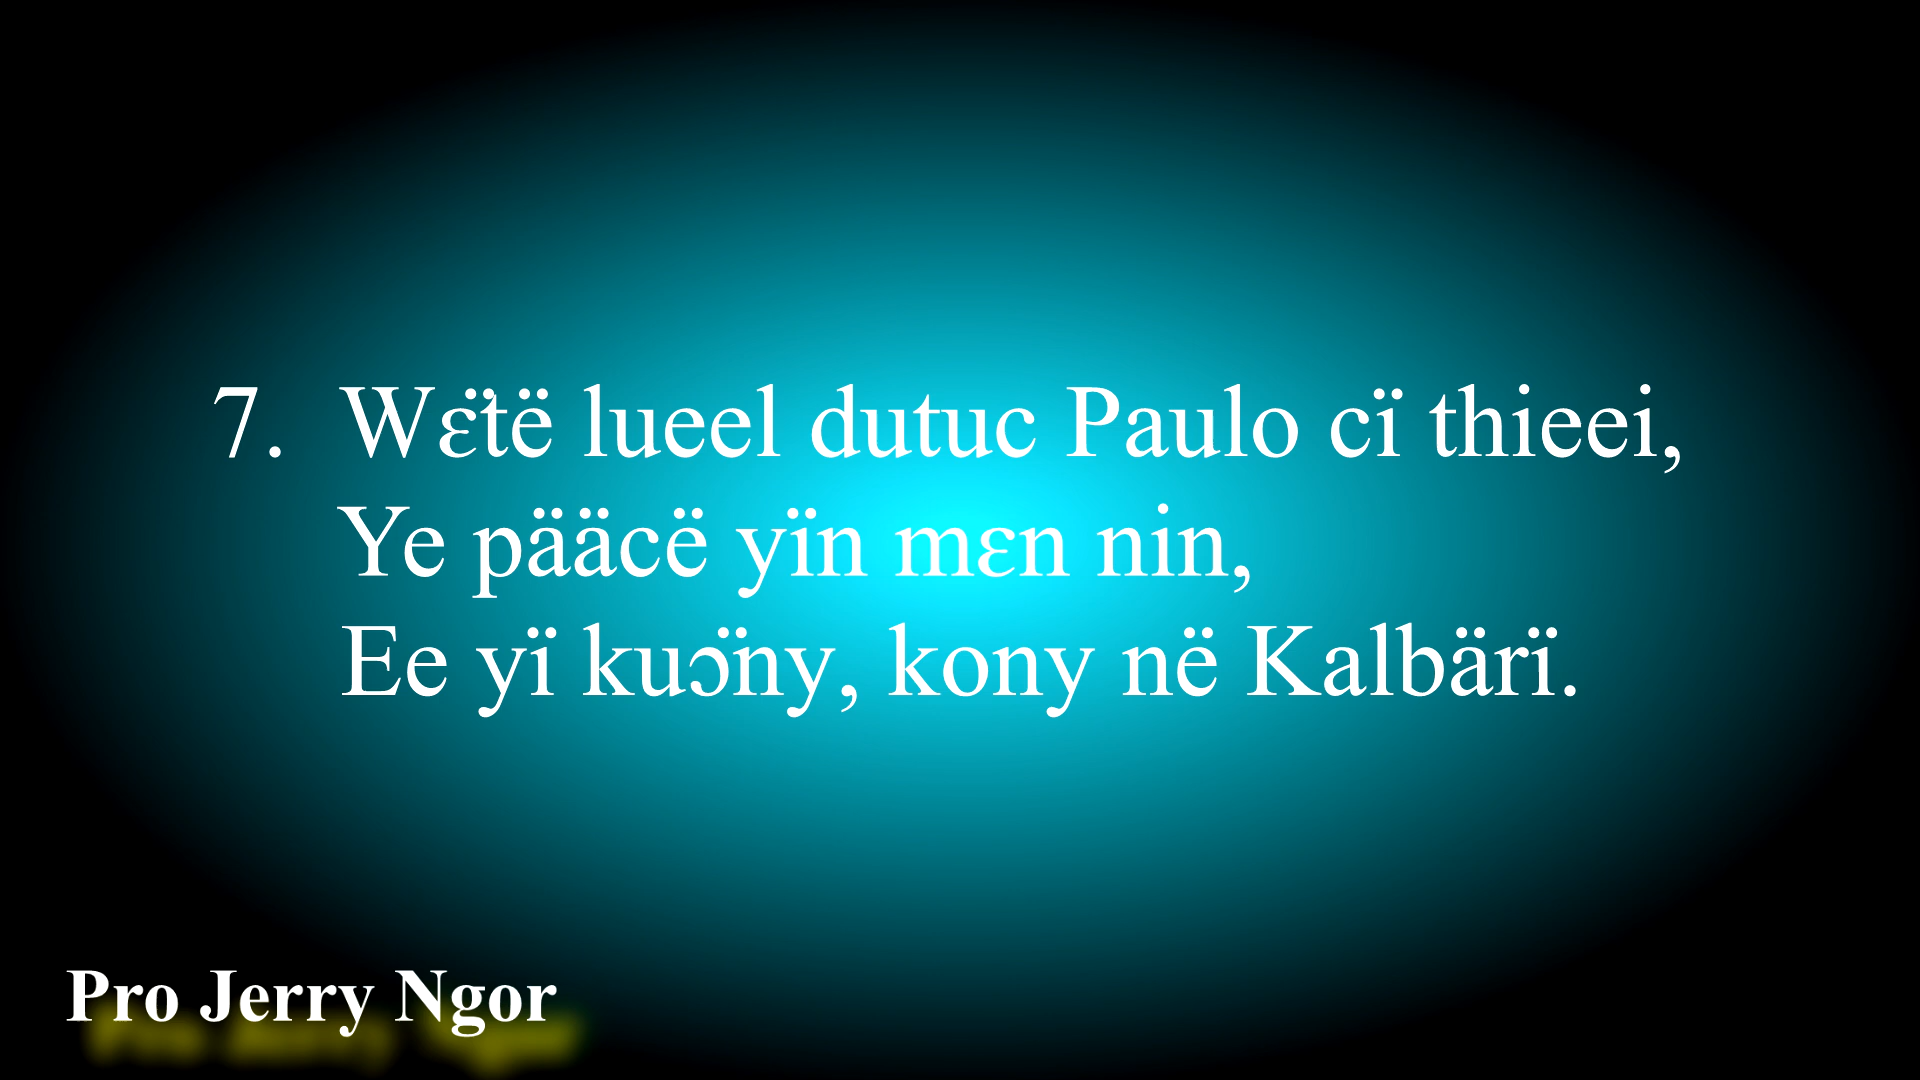 7. Wɛ̈të lueel dutuc Paulo cï thieei,
Ye pääcë yïn mɛn nin,
Ee yï kuɔ̈ny, kony në Kalbärï.
Pro Jerry Ngor